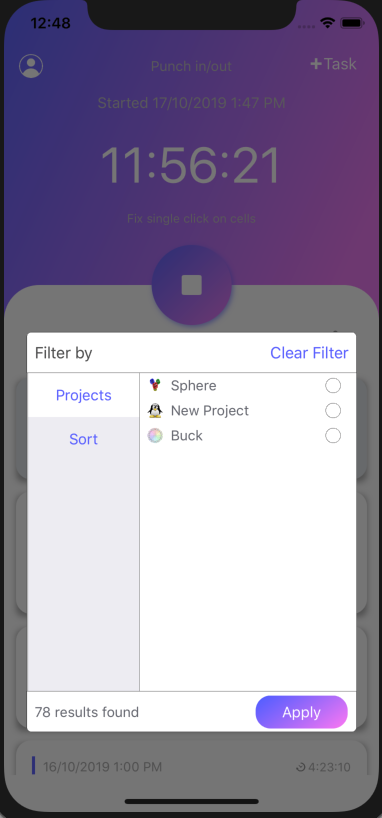 12:48
Punch in/out
+Task
Started 17/10/2019 1:47 PM
11:56:21
Fix single click on cells
Filter by
Clear Filter
Projects
Sphere
New Project
Sort
Buck
78 results found
Apply
16/10/2019 1:00 PM
4:23:10